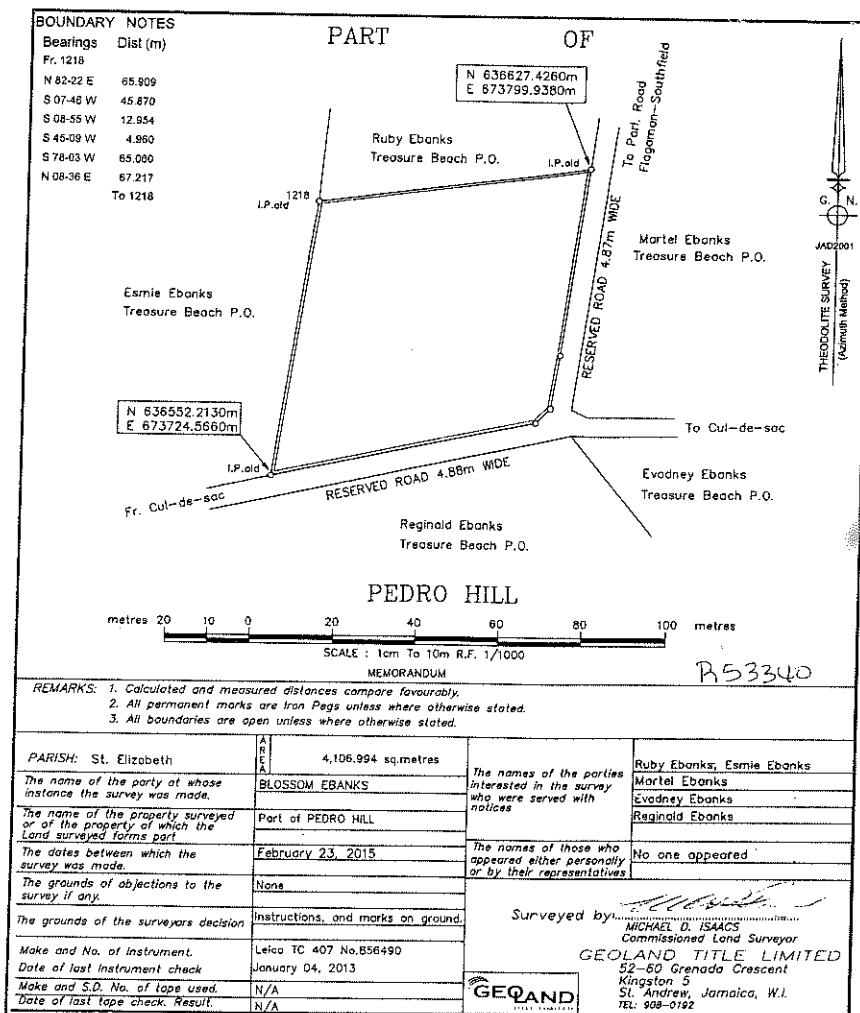 BOUNDARY NOTES
Bearings Dist (m)
Fr. 1218
N 82-22 E 65.909
S 07-46 W 45.870
S 08-55 W 12.954
S 45-09 W 4.960
S 78-03 W 65.060
N 08-36 E 67.217
To 1218
PART OF
N 636627.4260m
E 673799.9380m
Ruby Ebanks
Treasure Beach P.O.
I.P.old
To Part. Road
Flagaman-Southfield
1218
I.P.old
RESERVED ROAD 4.87m WIDE
Martel Ebanks
Treasure Beach P.O.
G. N.
JAD2001
THEODOLITE SURVEY
(Azimuth Method)
Esmie Ebanks
Treasure Beach P.O.
N 636552.2130m
E 673724.5660m
I.P.old
To Cul-de-sac
Fr. Cul-de-sac
RESERVED ROAD 4.88m WIDE
Evadney Ebanks
Treasure Beach P.O.
Reginald Ebanks
Treasure Beach P.O.
PEDRO HILL
metres 20 10 0 20 40 60 80 100 metres
SCALE : 1cm To 10m R.F. 1/1000
MEMORANDUM
R53340
REMARKS: 1. Calculated and measured distances compare favourably.
2. All permanent marks are Iron Pegs unless where otherwise stated.
3. All boundaries are open unless where otherwise stated.
PARISH: St. Elizabeth
AREA 4,106.994 sq.metres
The name of the party at whose
instance the survey was made.
BLOSSOM EBANKS
The name of the property surveyed
or of the property of which the
Land surveyed forms part
Part of PEDRO HILL
The dates between which the
survey was made.
February 23, 2015
The grounds of objections to the
survey if any.
None
The grounds of the surveyors decision
Instructions, and marks on ground.
Make and No. of Instrument.
Leica TC 407 No.856490
Date of last Instrument check
January 04, 2013
Make and S.D. No. of tape used.
N/A
Date of last tape check. Result.
N/A
The names of the parties
interested in the survey
who were served with
notices
Ruby Ebanks, Esmie Ebanks
Martel Ebanks
Evadney Ebanks
Reginald Ebanks
The names of those who
appeared either personally
or by their representatives
No one appeared
Surveyed by:
MICHAEL D. ISAACS
Commissioned Land Surveyor
GEOLAND TITLE LIMITED
52-60 Grenada Crescent
Kingston 5
St. Andrew, Jamaica, W.I.
TEL: 908-0192
GEOLAND
TITLE LIMITED